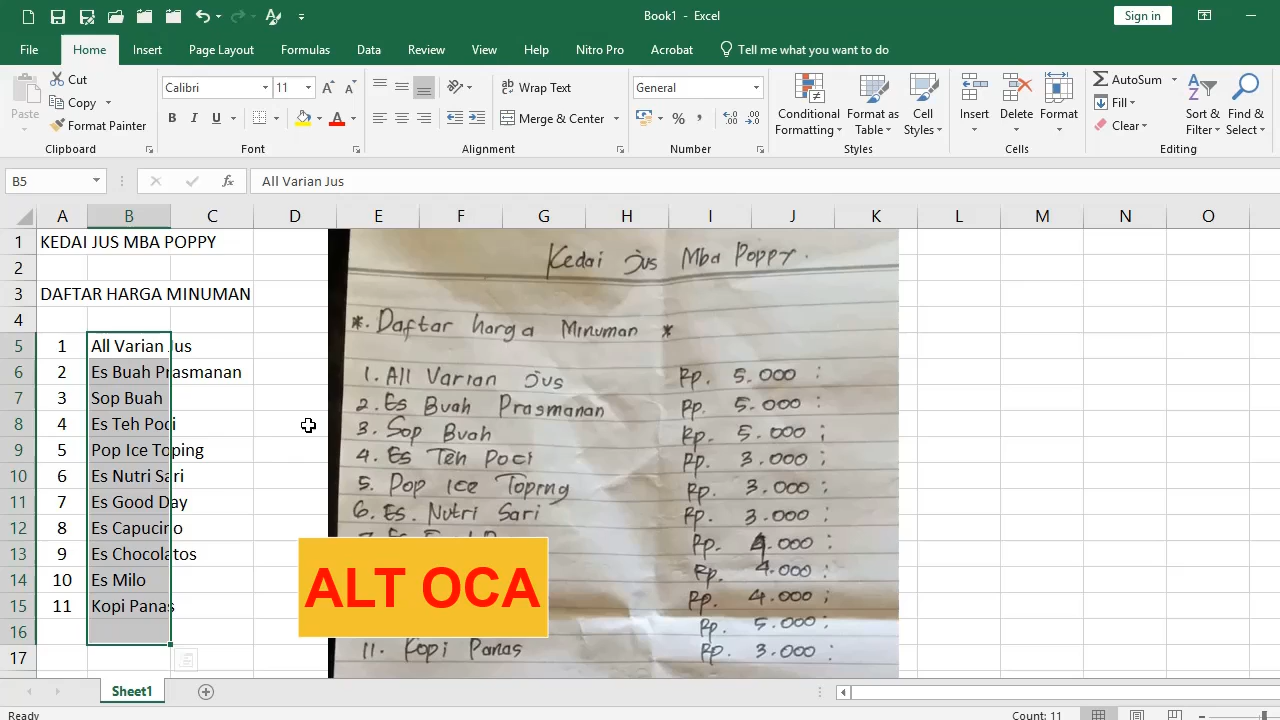 Book1 - Excel
Sign in
File Home Insert Page Layout Formulas Data Review View Help Nitro Pro Acrobat Tell me what you want to do
Paste
Cut
Copy
Format Painter
Calibri 11
B I U
Wrap Text
Merge & Center
General
Conditional Formatting
Format as Table
Cell Styles
Insert
Delete
Format
AutoSum
Fill
Clear
Sort & Filter
Find & Select
Clipboard Font Alignment Number Styles Cells Editing
B5 fx All Varian Jus
A B C D E F G H I J K L M N O
1 KEDAI JUS MBA POPPY
2
3 DAFTAR HARGA MINUMAN
4
5 1 All Varian Jus
6 2 Es Buah Prasmanan
7 3 Sop Buah
8 4 Es Teh Poci
9 5 Pop Ice Toping
10 6 Es Nutri Sari
11 7 Es Good Day
12 8 Es Capucino
13 9 Es Chocolatos
14 10 Es Milo
15 11 Kopi Panas
16
17
Kedai jus Mba Poppy.
*. Daftar harga Minuman *
1. All Varian jus Rp. 5.000 :
2. Es Buah Prasmanan Rp. 5.000 :
3. Sop Buah Rp. 5.000 ;
4. Es Teh Poci Rp. 3.000 ;
5. Pop Ice Toping Rp. 3.000 ;
6. Es. Nutri Sari Rp. 3.000 ;
Rp. 4.000 :
Rp. 4.000 :
Rp. 4.000 ;
Rp. 5.000 ;
11. Kopi Panas Rp. 3.000 :
ALT OCA
Sheet1
Ready
Count: 11